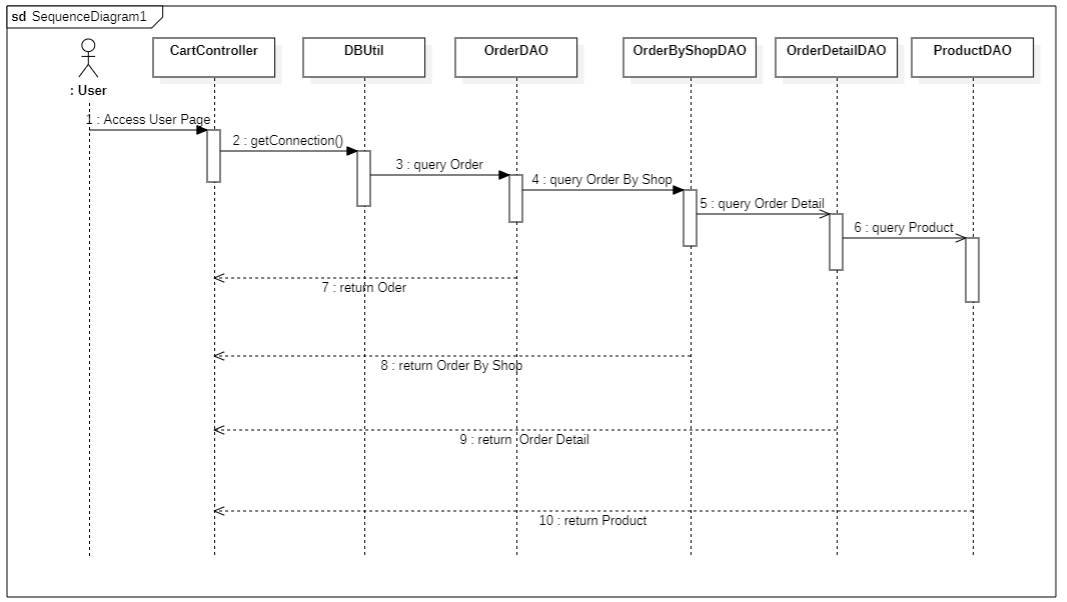 sd SequenceDiagram1
CartController
DBUtil
OrderDAO
OrderByShopDAO
OrderDetailDAO
ProductDAO
: User
1 : Access User Page
2 : getConnection()
3 : query Order
4 : query Order By Shop
5 : query Order Detail
6 : query Product
7 : return Oder
8 : return Order By Shop
9 : return Order Detail
10 : return Product